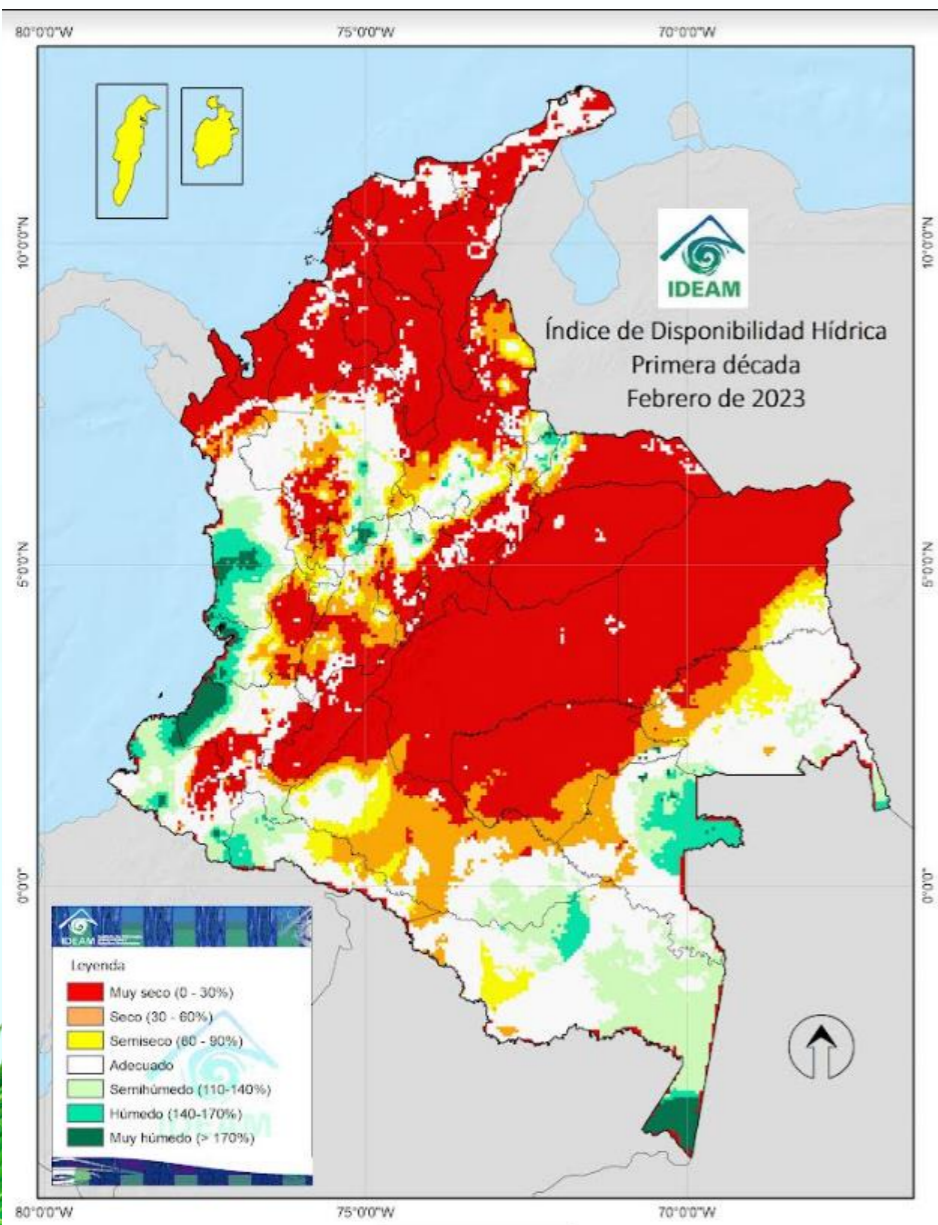 80°0'0"W 75°0'0"W 70°0'0"W
10°0'0"N 10°0'0"N
IDEAM
Índice de Disponibilidad Hídrica
Primera década
Febrero de 2023
5°0'0"N 5°0'0"N
0°0'0" 0°0'0"
IDEAM
Leyenda
Muy seco (0 - 30%)
Seco (30 - 60%)
Semiseco (60 - 90%)
Adecuado
Semihúmedo (110-140%)
Húmedo (140-170%)
Muy húmedo (> 170%)
IDEAM
80°0'0"W 75°0'0"W 70°0'0"W